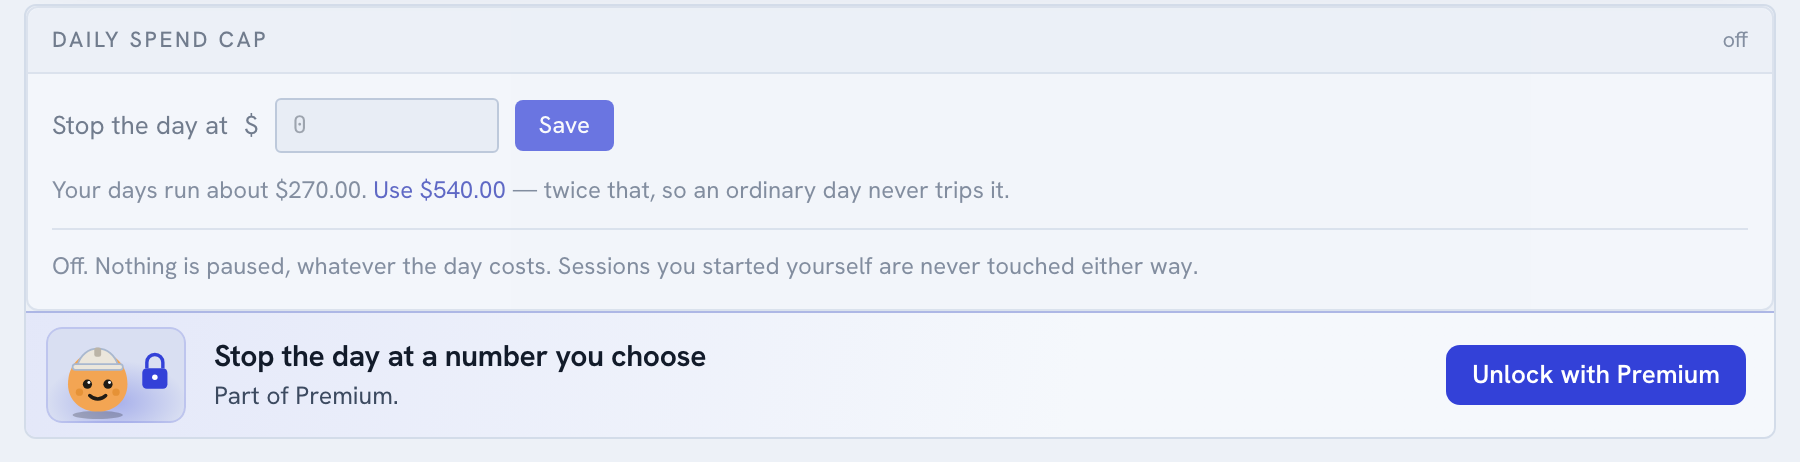 DAILY SPEND CAP
off
Stop the day at $ 0 Save
Your days run about $270.00. Use $540.00 — twice that, so an ordinary day never trips it.
Off. Nothing is paused, whatever the day costs. Sessions you started yourself are never touched either way.
Stop the day at a number you choose
Part of Premium.
Unlock with Premium